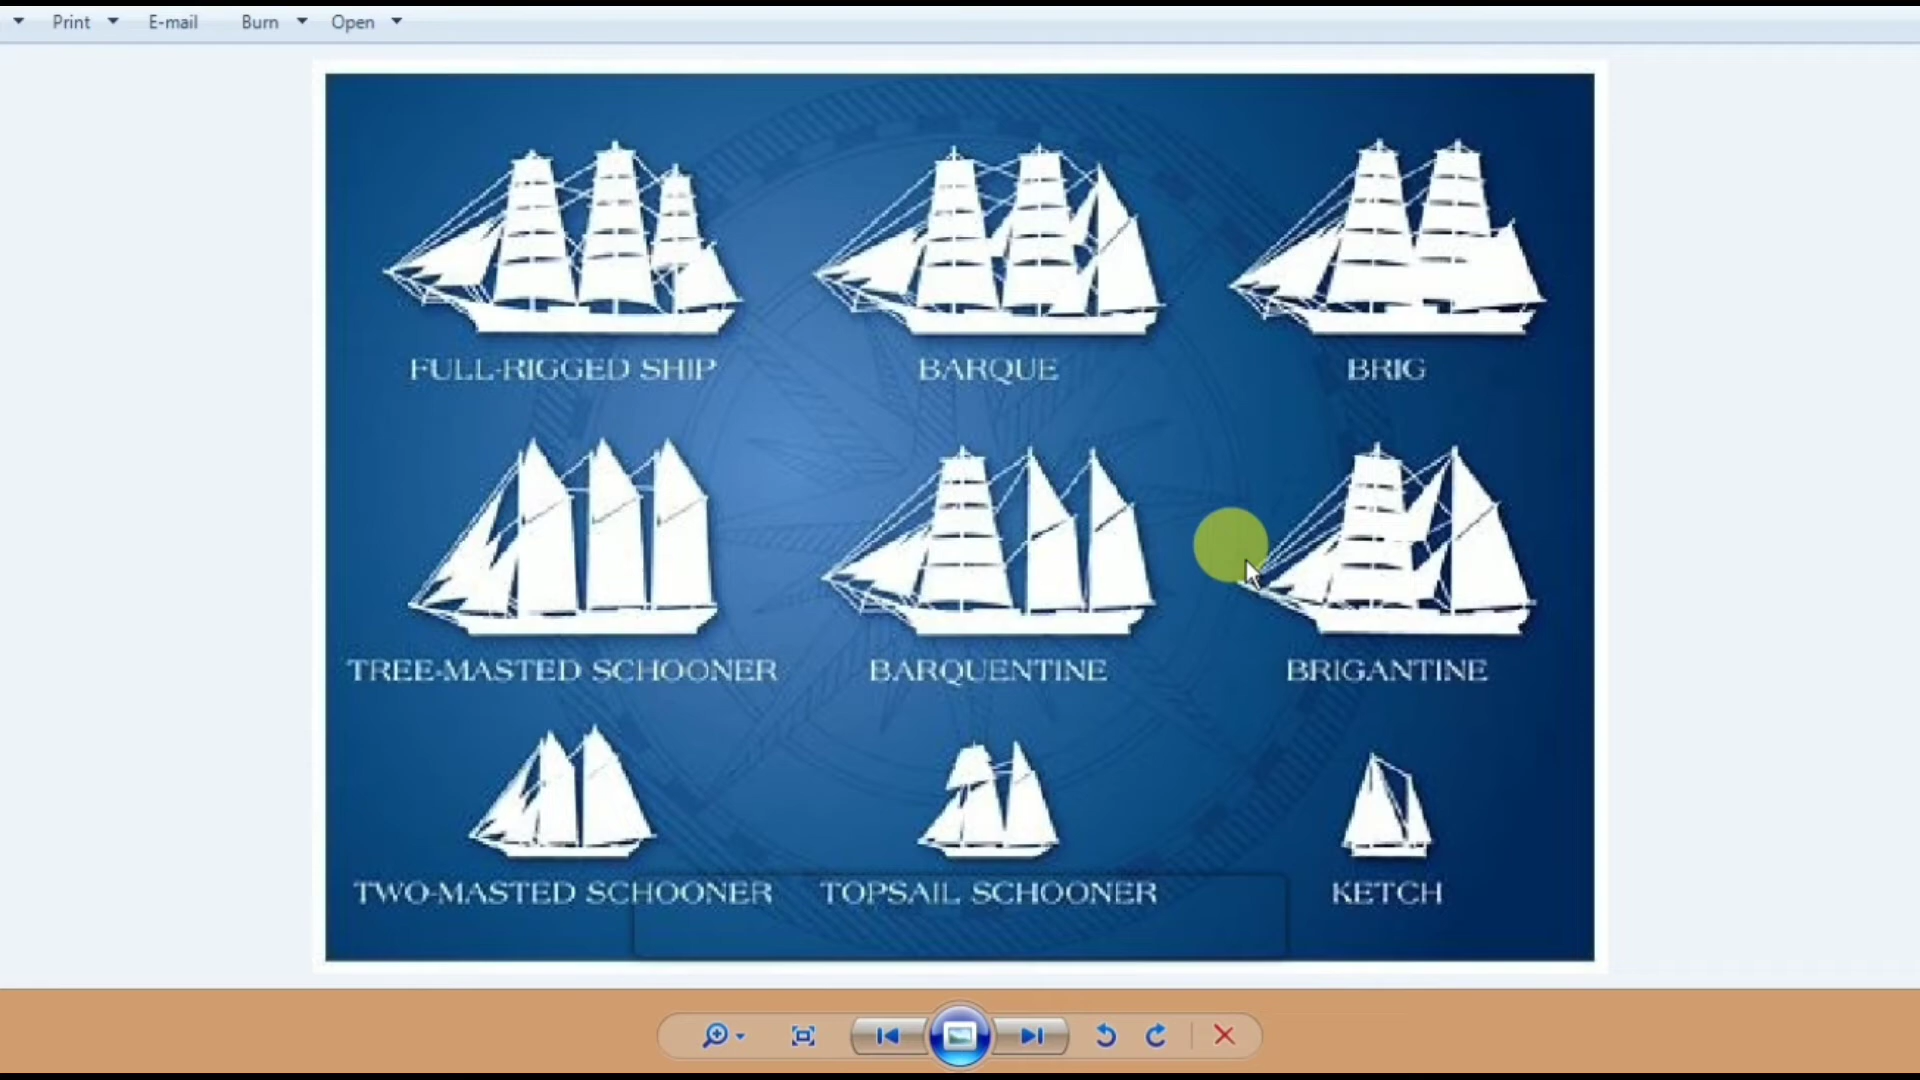 Print E-mail Burn Open
FULL-RIGGED SHIP BARQUE BRIG
TREE-MASTED SCHOONER BARQUENTINE BRIGANTINE
TWO-MASTED SCHOONER TOPSAIL SCHOONER KETCH